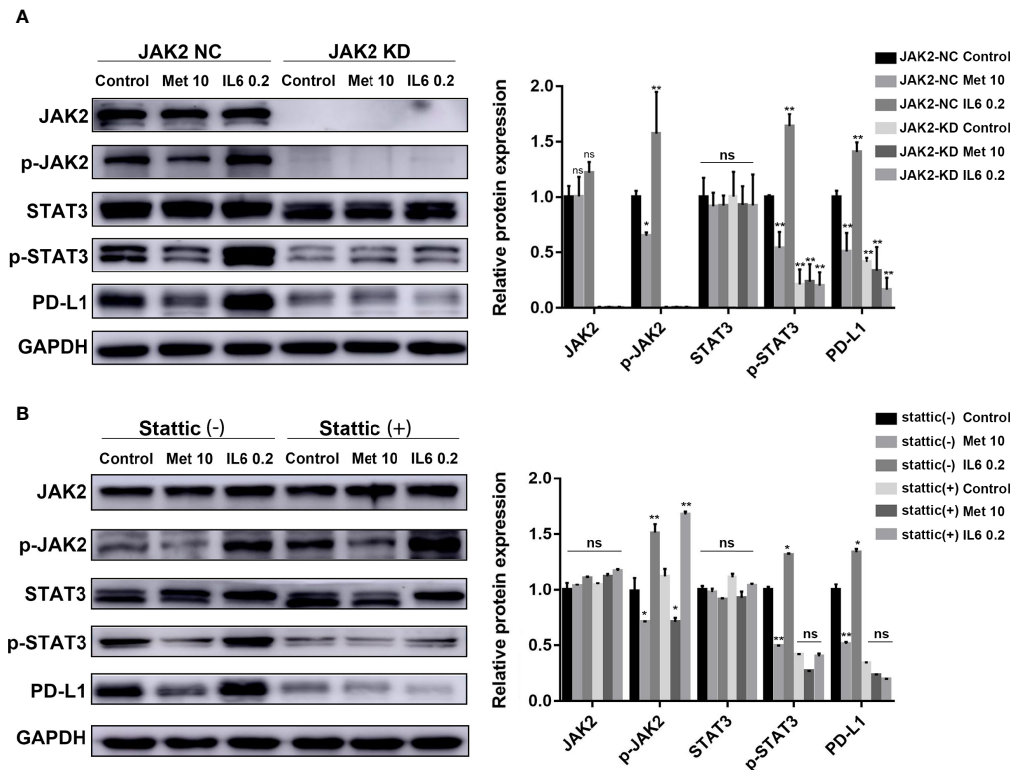 A
JAK2 NC JAK2 KD
Control Met 10 IL6 0.2 Control Met 10 IL6 0.2
JAK2
p-JAK2
STAT3
p-STAT3
PD-L1
GAPDH
Relative protein expression
2.0
1.5
1.0
0.5
0.0
ns ns * ** ns ** ** ** ** ** ** ** ** ** **
JAK2 p-JAK2 STAT3 p-STAT3 PD-L1
JAK2-NC Control
JAK2-NC Met 10
JAK2-NC IL6 0.2
JAK2-KD Control
JAK2-KD Met 10
JAK2-KD IL6 0.2
B
Stattic (-) Stattic (+)
Control Met 10 IL6 0.2 Control Met 10 IL6 0.2
JAK2
p-JAK2
STAT3
p-STAT3
PD-L1
GAPDH
Relative protein expression
2.0
1.5
1.0
0.5
0.0
ns * ** * ** ns ** * ns ** * ns
JAK2 p-JAK2 STAT3 p-STAT3 PD-L1
stattic(-) Control
stattic(-) Met 10
stattic(-) IL6 0.2
stattic(+) Control
stattic(+) Met 10
stattic(+) IL6 0.2